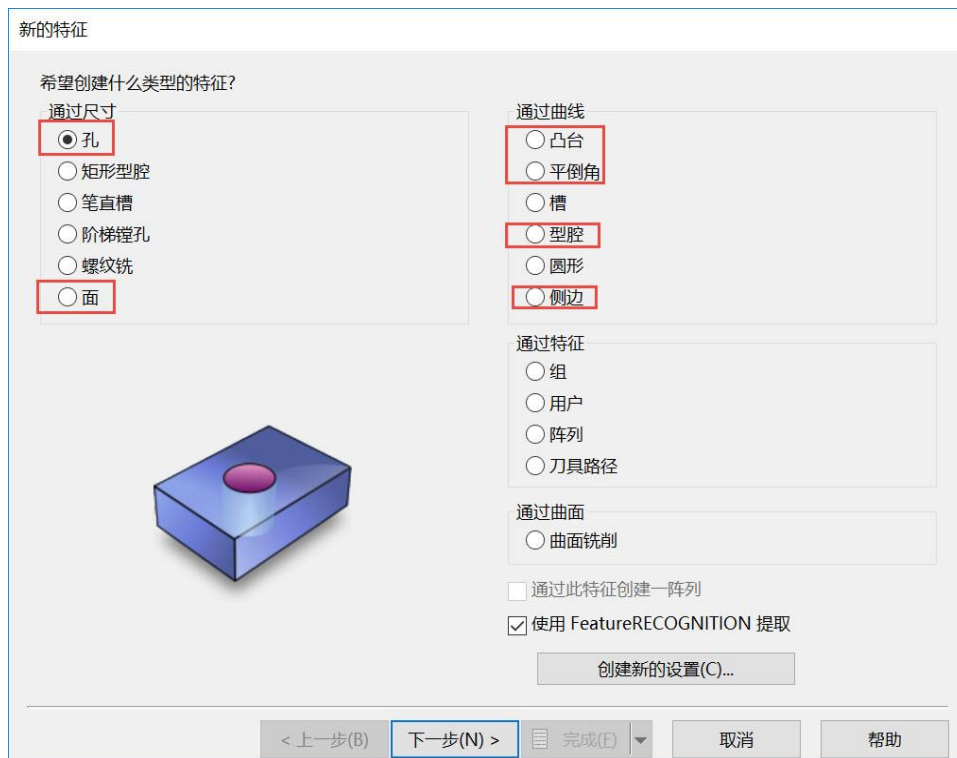 新的特征
希望创建什么类型的特征?
通过尺寸
孔
矩形型腔
笔直槽
阶梯镗孔
螺纹铣
面
通过曲线
凸台
平倒角
槽
型腔
圆形
侧边
通过特征
组
用户
阵列
刀具路径
通过曲面
曲面铣削
通过此特征创建一阵列
使用 FeatureRECOGNITION 提取
创建新的设置(C)...
< 上一步(B)
下一步(N) >
完成(F)
取消
帮助